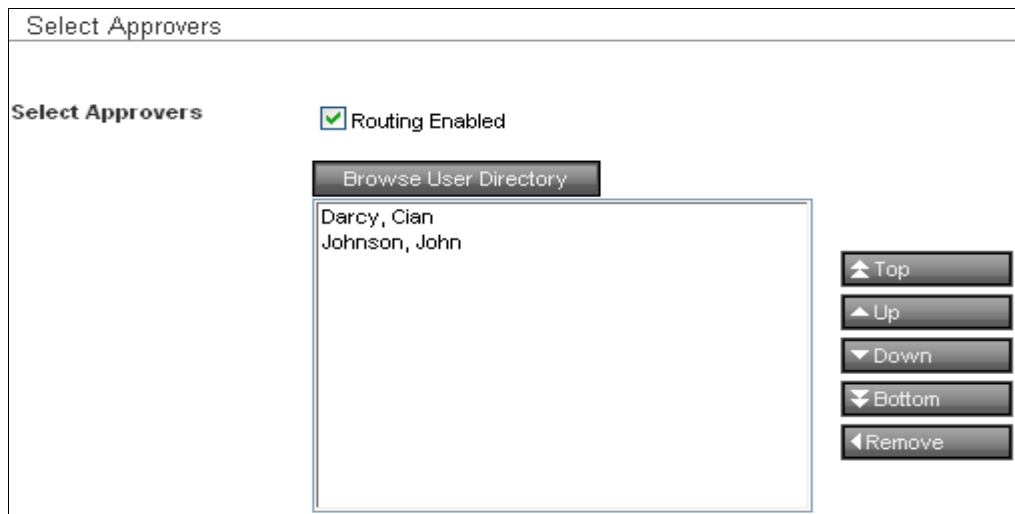 Select Approvers
Select Approvers
Routing Enabled
Browse User Directory
Darcy, Cian
Johnson, John
Top
Up
Down
Bottom
Remove